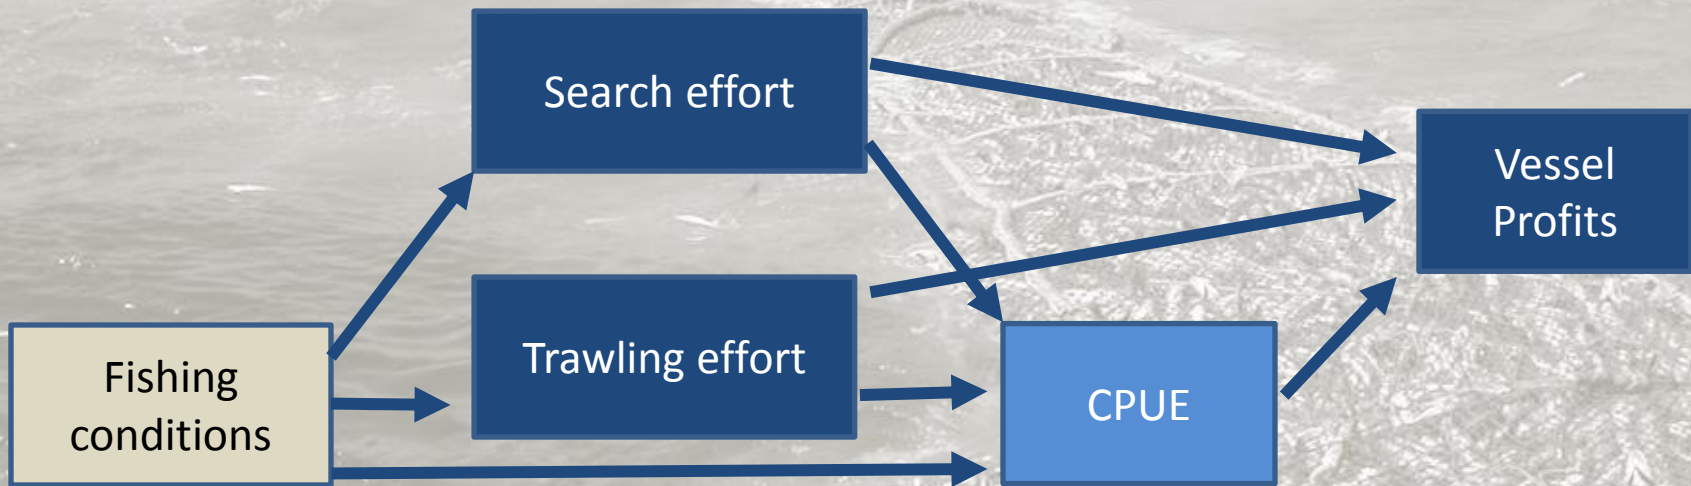 Search effort
Vessel
Profits
Trawling effort
Fishing
conditions
CPUE